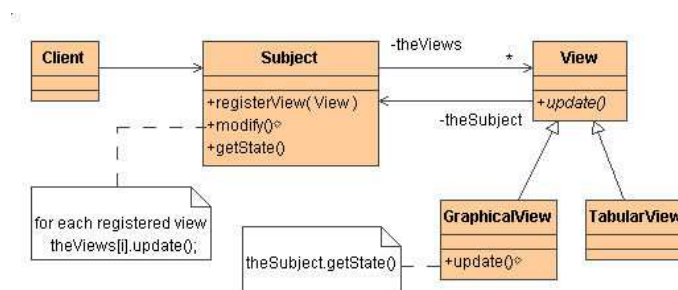 Client
Subject
-theViews
*
View
+registerView( View )
+modify()
+getState()
+update()
-theSubject
for each registered view
theViews[i].update();
GraphicalView
TabularView
theSubject.getState()
+update()